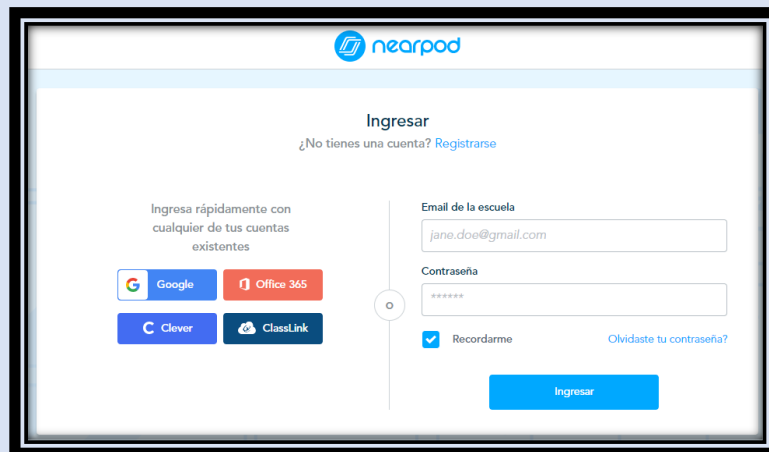 nearpod
Ingresar
¿No tienes una cuenta? Registrarse
Ingresa rápidamente con
cualquier de tus cuentas
existentes
Google
Office 365
Clever
ClassLink
o
Email de la escuela
jane.doe@gmail.com
Contraseña
******
Recordarme
Olvidaste tu contraseña?
Ingresar